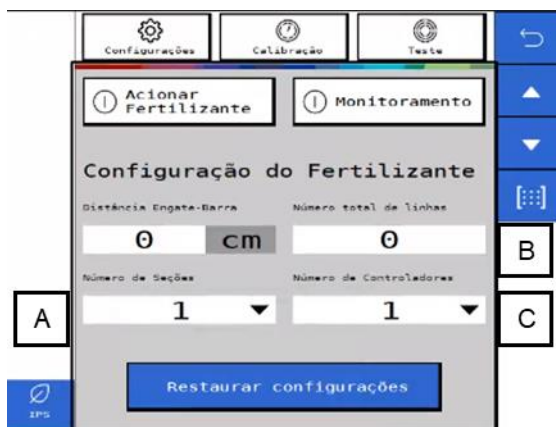 Configurações
Calibração
Teste
Acionar
Fertilizante
Monitoramento
Configuração do Fertilizante
Distância Engate-Barra
Número total de linhas
0 cm
0
B
Número de Seções
Número de Controladores
A
1
1
C
Restaurar configurações
IPS